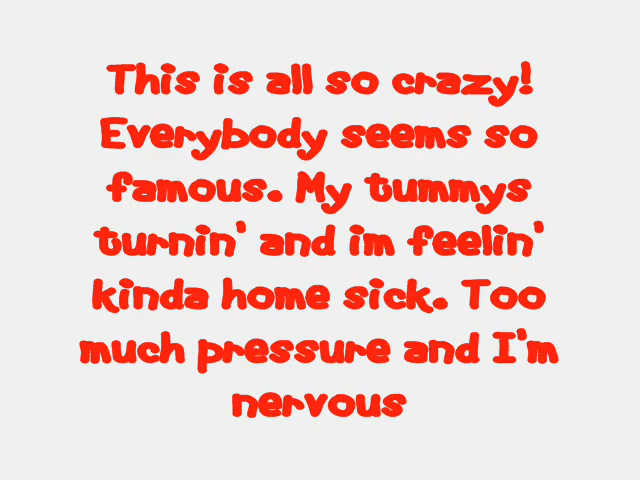 This is all so crazy!
Everybody seems so
famous. My tummys
turnin' and im feelin'
kinda home sick. Too
much pressure and I'm
nervous